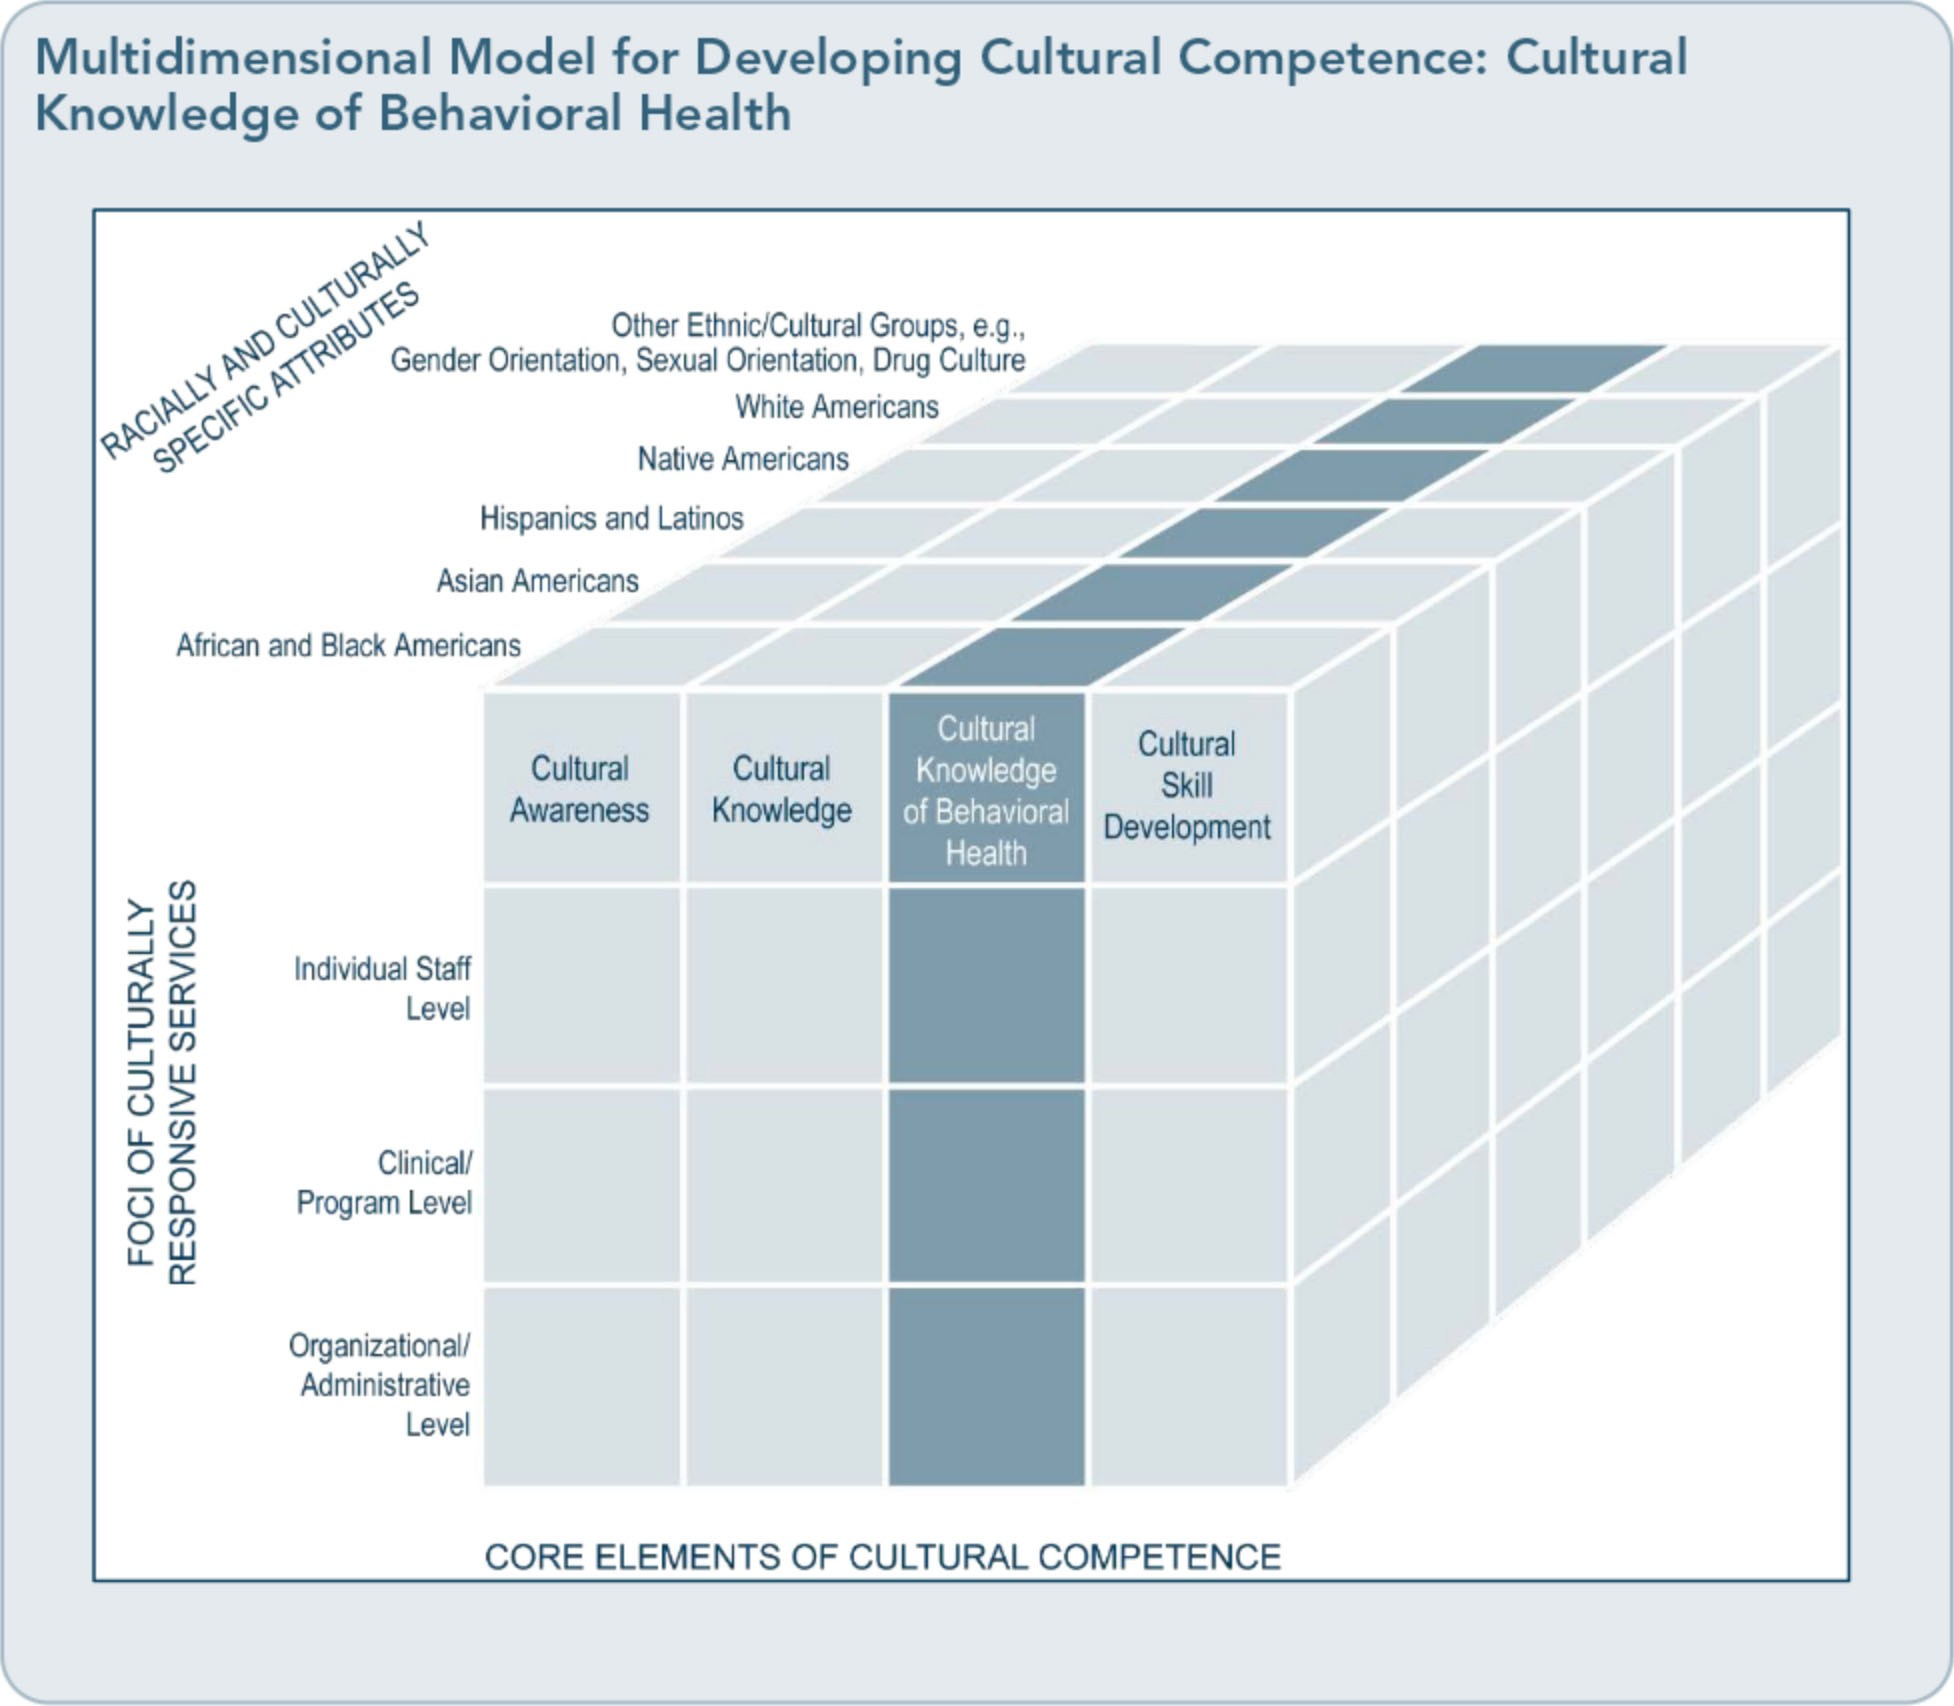 Multidimensional Model for Developing Cultural Competence: Cultural
Knowledge of Behavioral Health
RACIALLY AND CULTURALLY
SPECIFIC ATTRIBUTES
Other Ethnic/Cultural Groups, e.g.,
Gender Orientation, Sexual Orientation, Drug Culture
White Americans
Native Americans
Hispanics and Latinos
Asian Americans
African and Black Americans
Cultural
Awareness
Cultural
Knowledge
Cultural
Knowledge
of Behavioral
Health
Cultural
Skill
Development
FOCI OF CULTURALLY
RESPONSIVE SERVICES
Individual Staff
Level
Clinical/
Program Level
Organizational/
Administrative
Level
CORE ELEMENTS OF CULTURAL COMPETENCE